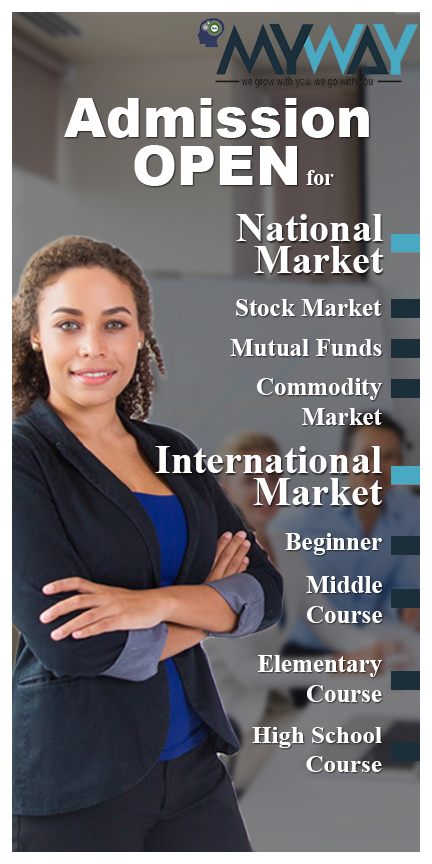 MYWAY
we grow with you. we go with you
Admission
OPEN for
National
Market
Stock Market
Mutual Funds
Commodity
Market
International
Market
Beginner
Middle
Course
Elementary
Course
High School
Course